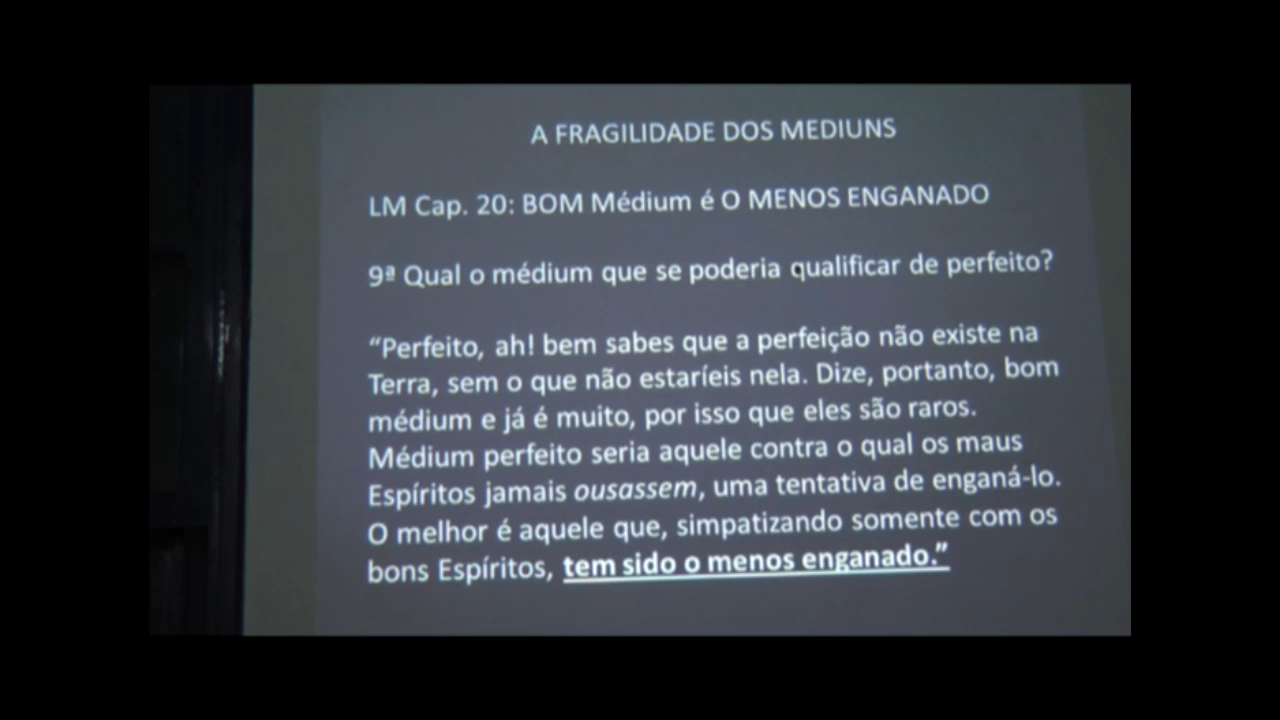 A FRAGILIDADE DOS MEDIUNS
LM Cap. 20: BOM Médium é O MENOS ENGANADO
9ª Qual o médium que se poderia qualificar de perfeito?
“Perfeito, ah! bem sabes que a perfeição não existe na
Terra, sem o que não estaríeis nela. Dize, portanto, bom
médium e já é muito, por isso que eles são raros.
Médium perfeito seria aquele contra o qual os maus
Espíritos jamais ousassem, uma tentativa de enganá-lo.
O melhor é aquele que, simpatizando somente com os
bons Espíritos, tem sido o menos enganado.”